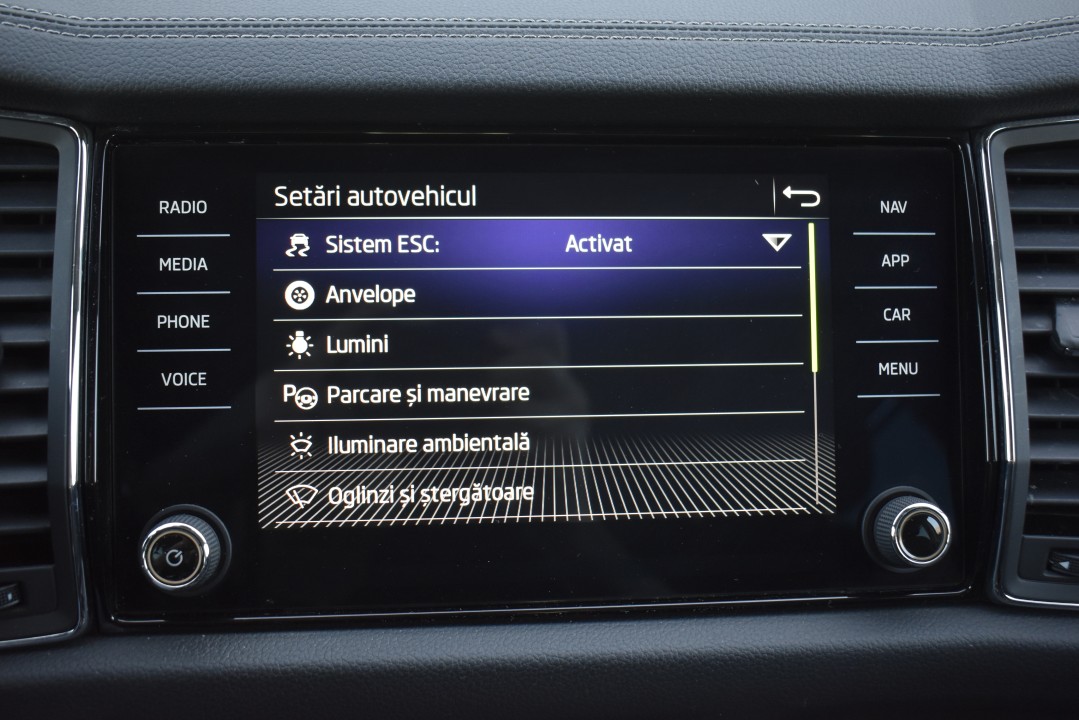 Setări autovehicul
RADIO
MEDIA
PHONE
VOICE
Sistem ESC: Activat
Anvelope
Lumini
Parcare și manevrare
Iluminare ambientală
Oglinzi și ștergătoare
NAV
APP
CAR
MENU